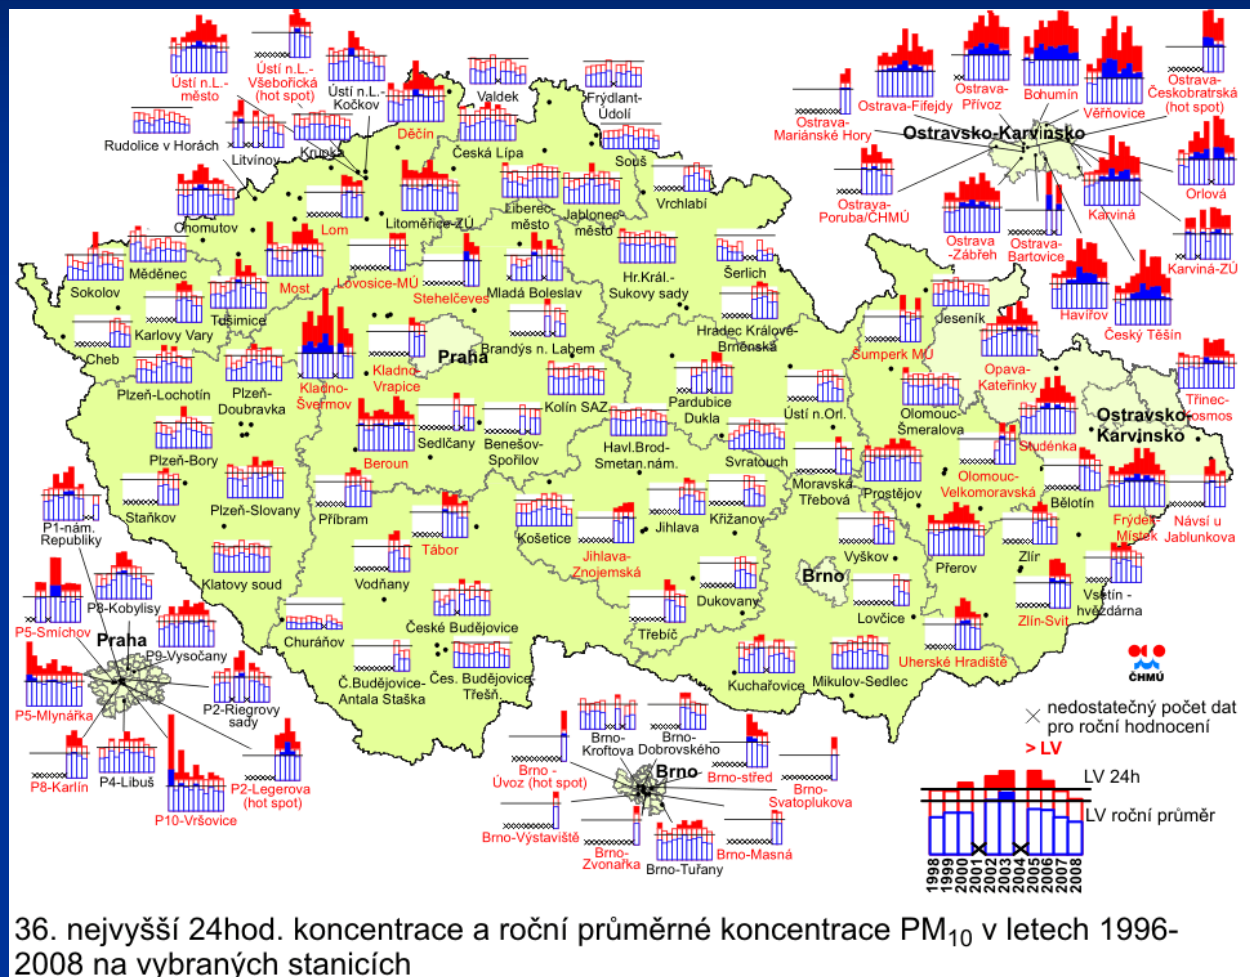 Ústí n.L.-
město
Ústí n.L.-
Všebořická
(hot spot)
Ústí n.L.-
Kočkov
Děčín
Valdek
Frýdlant-
Údolí
Rudolice v Horách
Litvínov
Krupka
Česká Lípa
Souš
Chomutov
Lom
Litoměřice-ZÚ
Liberec-
město
Jablonec-
město
Vrchlabí
Sokolov
Měděnec
Tušimice
Most
Lovosice-MÚ
Stehelčeves
Mladá Boleslav
Hr.Král.-
Sukovy sady
Šerlich
Cheb
Karlovy Vary
Kladno-
Švermov
Kladno-
Vrapice
Praha
Brandýs n. Labem
Hradec Králové-
Brněnská
Šumperk MÚ
Jeseník
Plzeň-Lochotín
Plzeň-
Doubravka
Beroun
Sedlčany
Benešov-
Spořilov
Kolín SAZ
Pardubice
Dukla
Ústí n.Orl.
Olomouc-
Šmeralova
Opava-
Kateřinky
Plzeň-Bory
Havl.Brod-
Smetan.nám.
Svratouch
Moravská
Třebová
Prostějov
Olomouc-
Velkomoravská
Studénka
Ostravsko-
Karvinsko
Třinec-
Kosmos
Staňkov
Plzeň-Slovany
Příbram
Tábor
Košetice
Jihlava-
Znojemská
Jihlava
Křižanov
Vyškov
Přerov
Zlín
Bělotín
Frýdek-
Místek
Návsí u
Jablunkova
Klatovy soud
Vodňany
Churáňov
České Budějovice
Č.Budějovice-
Antala Staška
Čes. Budějovice-
Třešň.
Třebíč
Dukovany
Brno
Lovčice
Zlín-Svit
Vsetín -
hvězdárna
Kuchařovice
Mikulov-Sedlec
Uherské Hradiště
Ostrava-
Mariánské Hory
Ostrava-Fifejdy
Ostrava-
Přívoz
Bohumín
Věřňovice
Ostrava-
Českobratrská
(hot spot)
Ostravsko-Karvinsko
Ostrava-
Poruba/ČHMÚ
Ostrava
-Zábřeh
Ostrava-
Bartovice
Karviná
Orlová
Karviná-ZÚ
Havířov
Český Těšín
P1-nám.
Republiky
P8-Kobylisy
P5-Smíchov
Praha
P9-Vysočany
P5-Mlynářka
P2-Riegrovy
sady
P8-Karlín
P4-Libuš
P10-Vršovice
P2-Legerova
(hot spot)
Brno -
Úvoz (hot spot)
Brno-
Kroftova
Brno-
Dobrovského
Brno
Brno-střed
Brno-
Svatoplukova
Brno-Výstaviště
Brno-
Zvonařka
Brno-Tuřany
Brno-Masná
ČHMÚ
nedostatečný počet dat
pro roční hodnocení
> LV
LV 24h
LV roční průměr
1998
1999
2000
2001
2002
2003
2004
2005
2006
2007
2008
36. nejvyšší 24hod. koncentrace a roční průměrné koncentrace PM10 v letech 1996-
2008 na vybraných stanicích